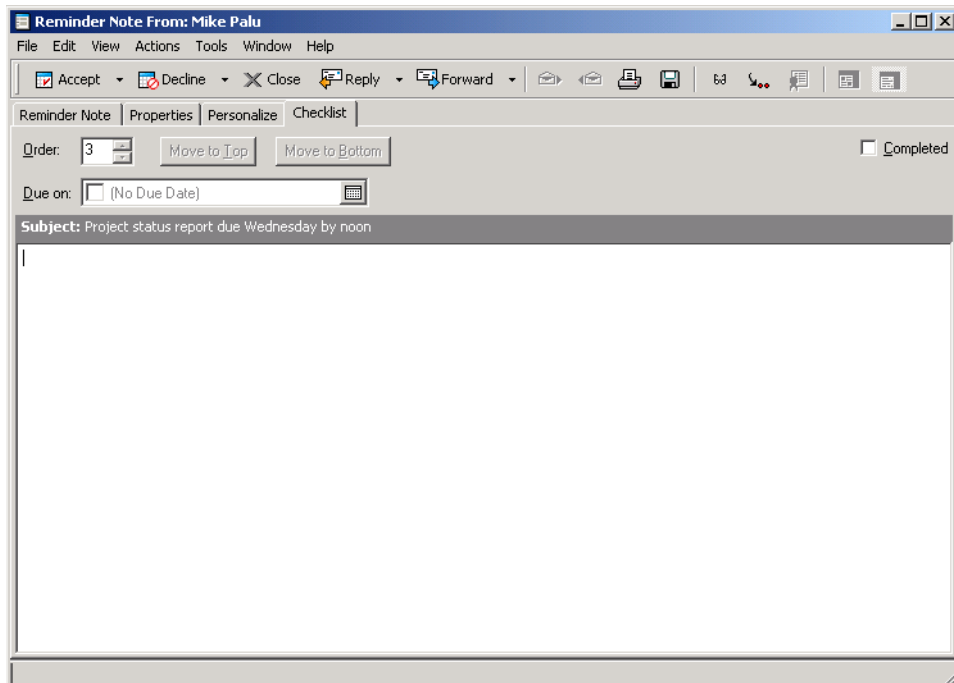 Reminder Note From: Mike Palu
File Edit View Actions Tools Window Help
Accept Decline Close Reply Forward
Reminder Note Properties Personalize Checklist
Order: 3 Move to Top Move to Bottom Completed
Due on: (No Due Date)
Subject: Project status report due Wednesday by noon